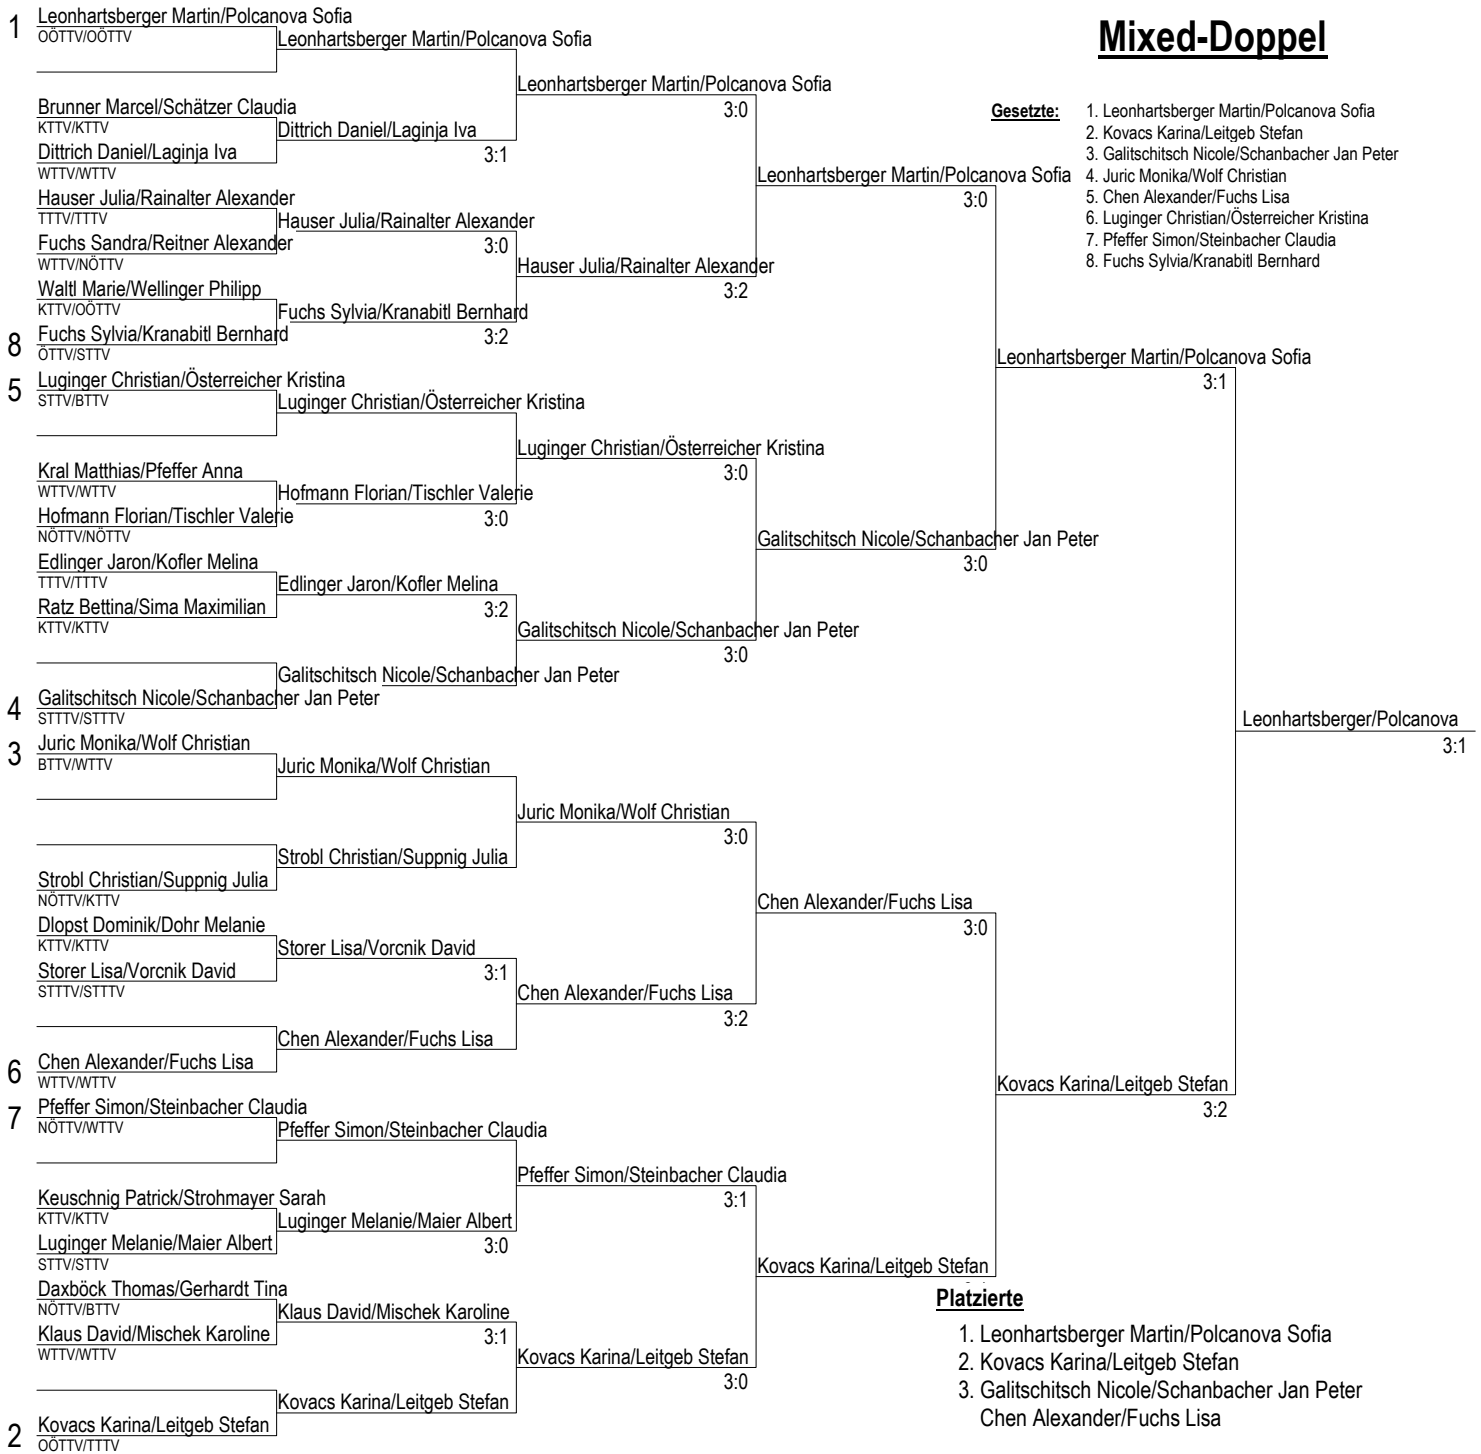 Mixed-Doppel
Gesetzte:
1. Leonhartsberger Martin/Polcanova Sofia
2. Kovacs Karina/Leitgeb Stefan
3. Galitschitsch Nicole/Schanbacher Jan Peter
4. Juric Monika/Wolf Christian
5. Chen Alexander/Fuchs Lisa
6. Luginger Christian/Österreicher Kristina
7. Pfeffer Simon/Steinbacher Claudia
8. Fuchs Sylvia/Kranabitl Bernhard
1
Leonhartsberger Martin/Polcanova Sofia
OÖTTV/OÖTTV
Brunner Marcel/Schätzer Claudia
KTTV/KTTV
Dittrich Daniel/Laginja Iva
WTTV/WTTV
Hauser Julia/Rainalter Alexander
TTTV/TTTV
Fuchs Sandra/Reitner Alexander
WTTV/NÖTTV
Waltl Marie/Wellinger Philipp
KTTV/OÖTTV
8
Fuchs Sylvia/Kranabitl Bernhard
ÖTTV/STTV
5
Luginger Christian/Österreicher Kristina
STTV/BTTV
Kral Matthias/Pfeffer Anna
WTTV/WTTV
Hofmann Florian/Tischler Valerie
NÖTTV/NÖTTV
Edlinger Jaron/Kofler Melina
TTTV/TTTV
Ratz Bettina/Sima Maximilian
KTTV/KTTV
4
Galitschitsch Nicole/Schanbacher Jan Peter
STTTV/STTTV
3
Juric Monika/Wolf Christian
BTTV/WTTV
Strobl Christian/Suppnig Julia
NÖTTV/KTTV
Dlopst Dominik/Dohr Melanie
KTTV/KTTV
Storer Lisa/Vorcnik David
STTTV/STTTV
6
Chen Alexander/Fuchs Lisa
WTTV/WTTV
7
Pfeffer Simon/Steinbacher Claudia
NÖTTV/WTTV
Keuschnig Patrick/Strohmayer Sarah
KTTV/KTTV
Luginger Melanie/Maier Albert
STTV/STTV
Daxböck Thomas/Gerhardt Tina
NÖTTV/BTTV
Klaus David/Mischek Karoline
WTTV/WTTV
2
Kovacs Karina/Leitgeb Stefan
OÖTTV/TTTV
Leonhartsberger Martin/Polcanova Sofia
Dittrich Daniel/Laginja Iva
3:1
Hauser Julia/Rainalter Alexander
3:0
Fuchs Sylvia/Kranabitl Bernhard
3:2
Luginger Christian/Österreicher Kristina
Hofmann Florian/Tischler Valerie
3:0
Edlinger Jaron/Kofler Melina
3:2
Galitschitsch Nicole/Schanbacher Jan Peter
Juric Monika/Wolf Christian
Strobl Christian/Suppnig Julia
Storer Lisa/Vorcnik David
3:1
Chen Alexander/Fuchs Lisa
Pfeffer Simon/Steinbacher Claudia
Luginger Melanie/Maier Albert
3:0
Klaus David/Mischek Karoline
3:1
Kovacs Karina/Leitgeb Stefan
Leonhartsberger Martin/Polcanova Sofia
3:0
Hauser Julia/Rainalter Alexander
3:2
Luginger Christian/Österreicher Kristina
3:0
Galitschitsch Nicole/Schanbacher Jan Peter
3:0
Juric Monika/Wolf Christian
3:0
Chen Alexander/Fuchs Lisa
3:2
Pfeffer Simon/Steinbacher Claudia
3:1
Kovacs Karina/Leitgeb Stefan
3:0
Leonhartsberger Martin/Polcanova Sofia
3:0
Galitschitsch Nicole/Schanbacher Jan Peter
3:0
Chen Alexander/Fuchs Lisa
3:0
Kovacs Karina/Leitgeb Stefan
Leonhartsberger Martin/Polcanova Sofia
3:1
Kovacs Karina/Leitgeb Stefan
3:2
Leonhartsberger/Polcanova
3:1
Platzierte
1. Leonhartsberger Martin/Polcanova Sofia
2. Kovacs Karina/Leitgeb Stefan
3. Galitschitsch Nicole/Schanbacher Jan Peter
Chen Alexander/Fuchs Lisa